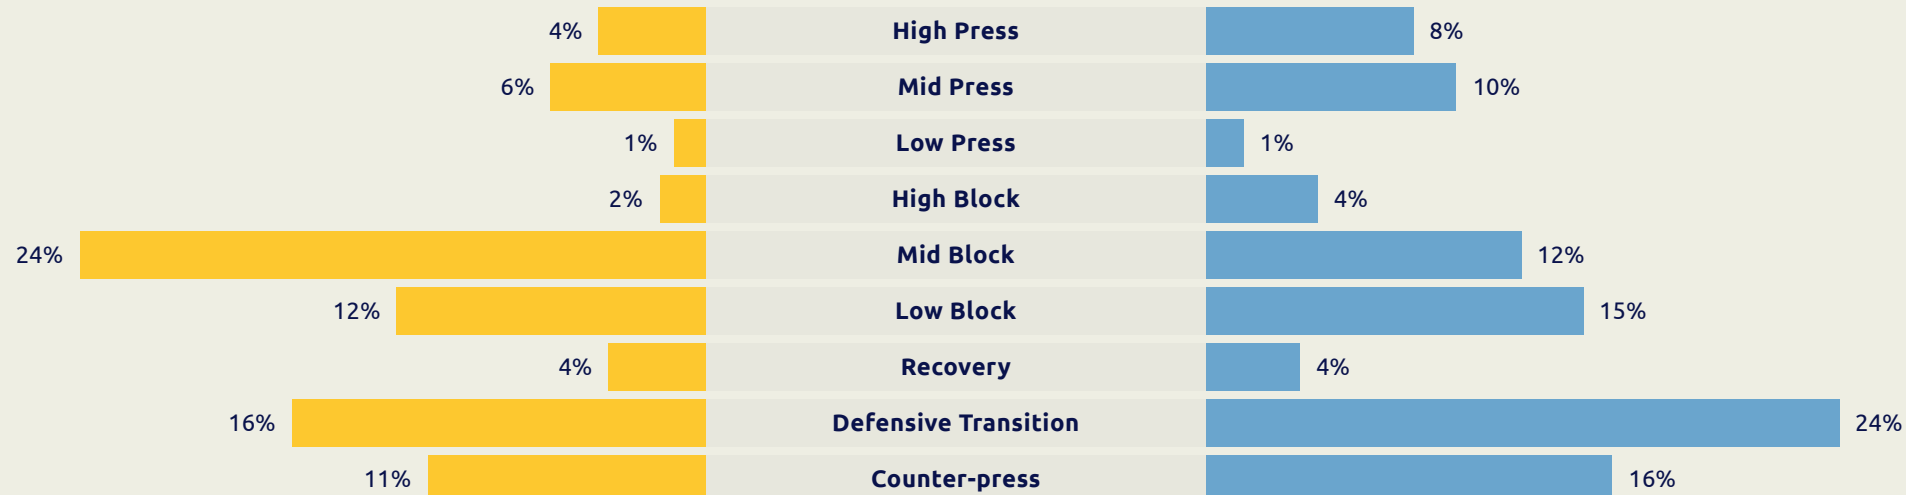 4% High Press 8%
6% Mid Press 10%
1% Low Press 1%
2% High Block 4%
24% Mid Block 12%
12% Low Block 15%
4% Recovery 4%
16% Defensive Transition 24%
11% Counter-press 16%